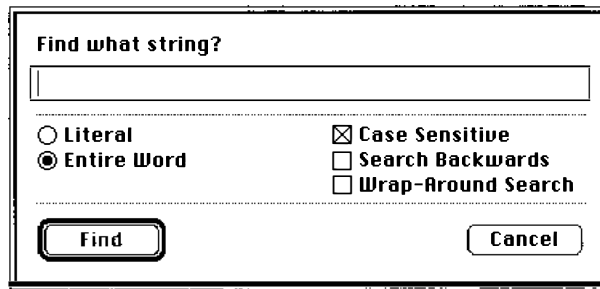 Find what string?
Literal
Entire Word
Case Sensitive
Search Backwards
Wrap-Around Search
Find
Cancel